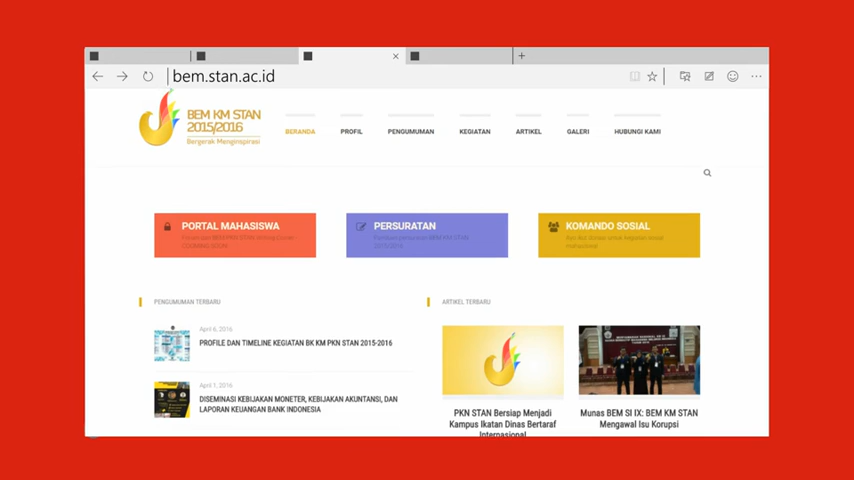 bem.stan.ac.id
BEM KM STAN
2015/2016
Bergerak Menginspirasi
BERANDA PROFIL PENGUMUMAN KEGIATAN ARTIKEL GALERI HUBUNGI KAMI
PORTAL MAHASISWA
PERSURATAN
KOMANDO SOSIAL
PENGUMUMAN TERBARU
April 6, 2016
PROFILE DAN TIMELINE KEGIATAN BK KM PKN STAN 2015-2016
April 1, 2016
DISEMINASI KEBIJAKAN MONETER, KEBIJAKAN AKUNTANSI, DAN
LAPORAN KEUANGAN BANK INDONESIA
ARTIKEL TERBARU
PKN STAN Bersiap Menjadi
Kampus Ikatan Dinas Bertaraf
Internasional
Munas BEM SI IX: BEM KM STAN
Mengawal Isu Korupsi